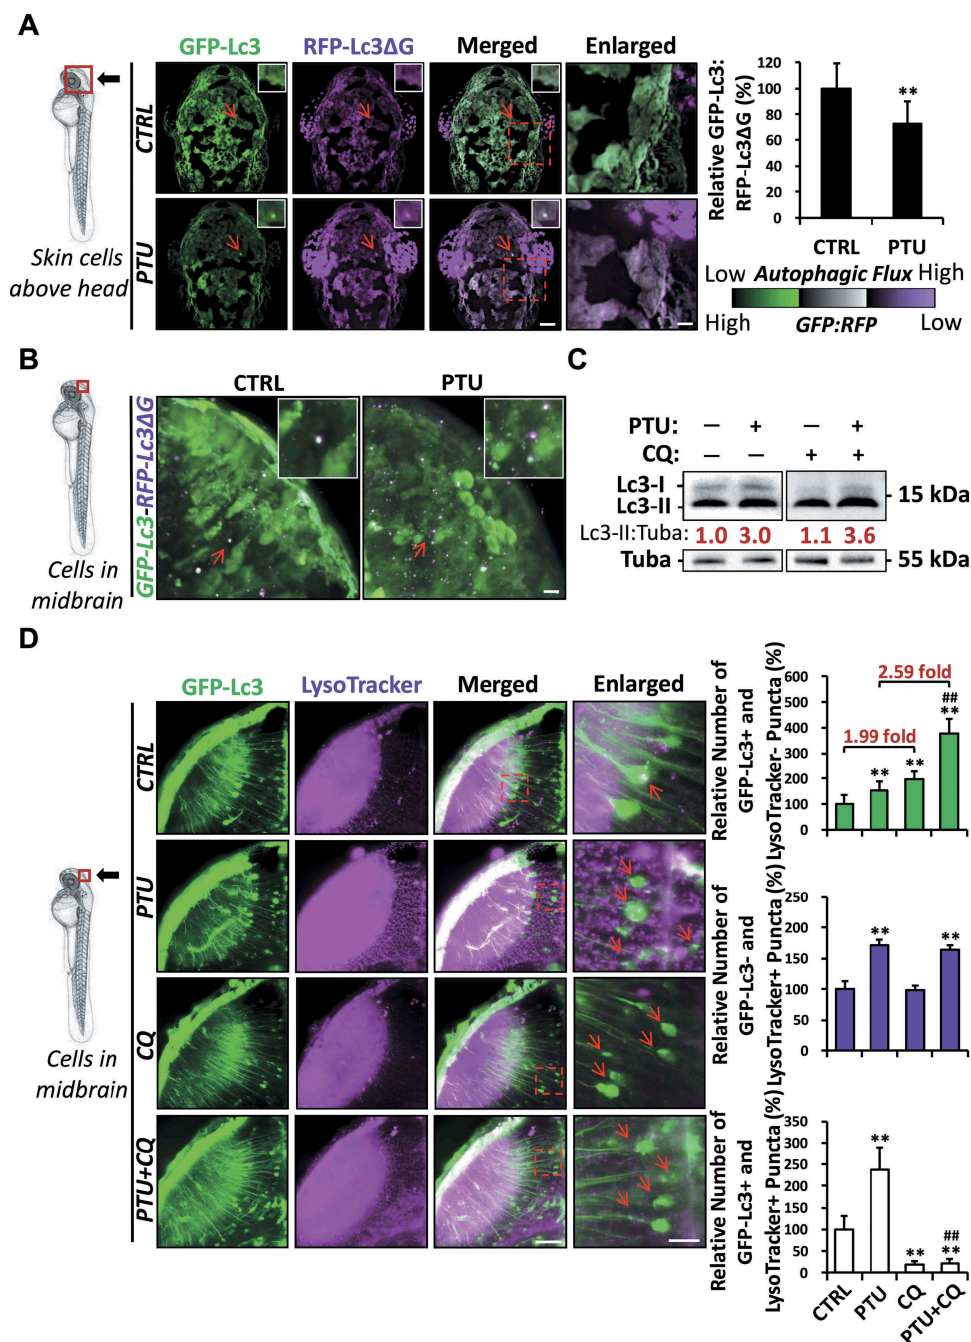 A
GFP-Lc3 RFP-Lc3ΔG Merged Enlarged
CTRL
PTU
Skin cells
above head
Relative GFP-Lc3:
RFP-Lc3ΔG (%)
120
100
80
60
40
20
0
**
CTRL PTU
Low Autophagic Flux High
High GFP:RFP Low
B
CTRL PTU
GFP-Lc3-RFP-Lc3ΔG
Cells in
midbrain
C
PTU: — + — +
CQ: — — + +
Lc3-I
Lc3-II
15 kDa
Lc3-II:Tuba: 1.0 3.0 1.1 3.6
Tuba 55 kDa
D
GFP-Lc3 LysoTracker Merged Enlarged
CTRL
PTU
CQ
PTU+CQ
Cells in
midbrain
Relative Number of
GFP-Lc3+ and
LysoTracker- Puncta (%)
600
500
400
300
200
100
0
2.59 fold
1.99 fold
**
**
##
**
Relative Number of
GFP-Lc3- and
LysoTracker+ Puncta (%)
250
200
150
100
50
0
**
**
Relative Number of
GFP-Lc3+ and
LysoTracker+ Puncta (%)
350
300
250
200
150
100
50
0
**
**
##
**
CTRL PTU CQ PTU+CQ